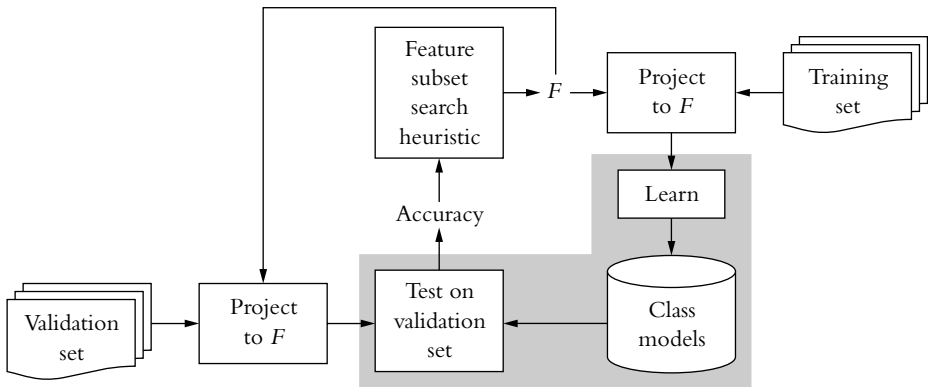 Feature
subset
search
heuristic
F
Project
to F
Training
set
Learn
Accuracy
Validation
set
Project
to F
Test on
validation
set
Class
models